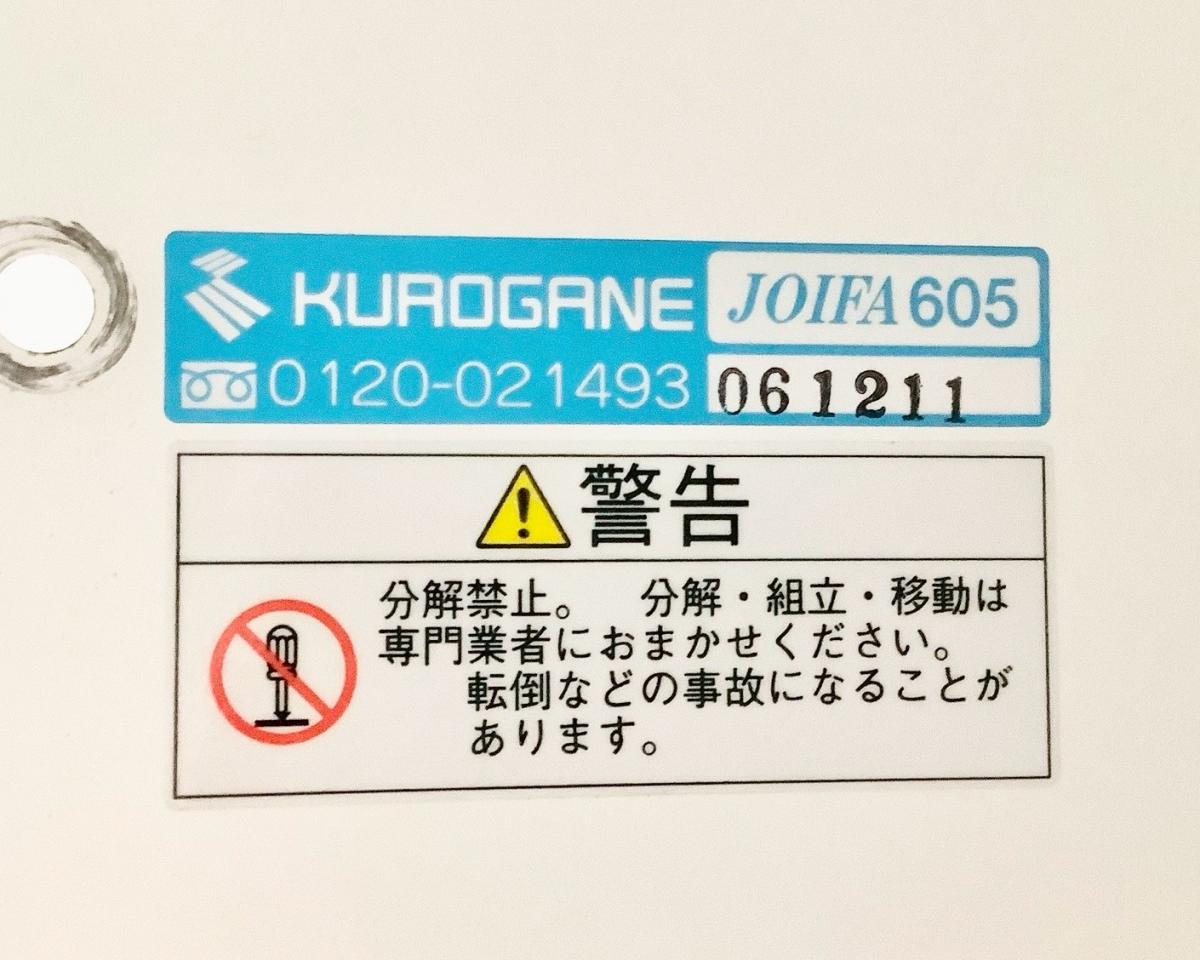 KUROGANE
JOIFA 605
0120-021493
061211
警告
分解禁止。　分解・組立・移動は
専門業者におまかせください。
転倒などの事故になることが
あります。